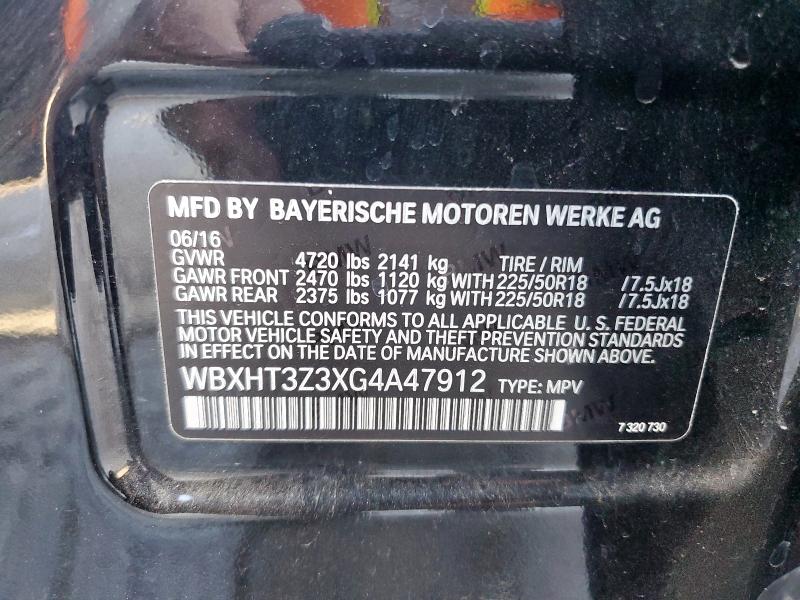 MFD BY BAYERISCHE MOTOREN WERKE AG
06/16
GVWR 4720 lbs 2141 kg TIRE / RIM
GAWR FRONT 2470 lbs 1120 kg WITH 225/50R18 /7.5Jx18
GAWR REAR 2375 lbs 1077 kg WITH 225/50R18 /7.5Jx18
THIS VEHICLE CONFORMS TO ALL APPLICABLE U. S. FEDERAL
MOTOR VEHICLE SAFETY AND THEFT PREVENTION STANDARDS
IN EFFECT ON THE DATE OF MANUFACTURE SHOWN ABOVE.
WBXHT3Z3XG4A47912 TYPE: MPV
7 320 730